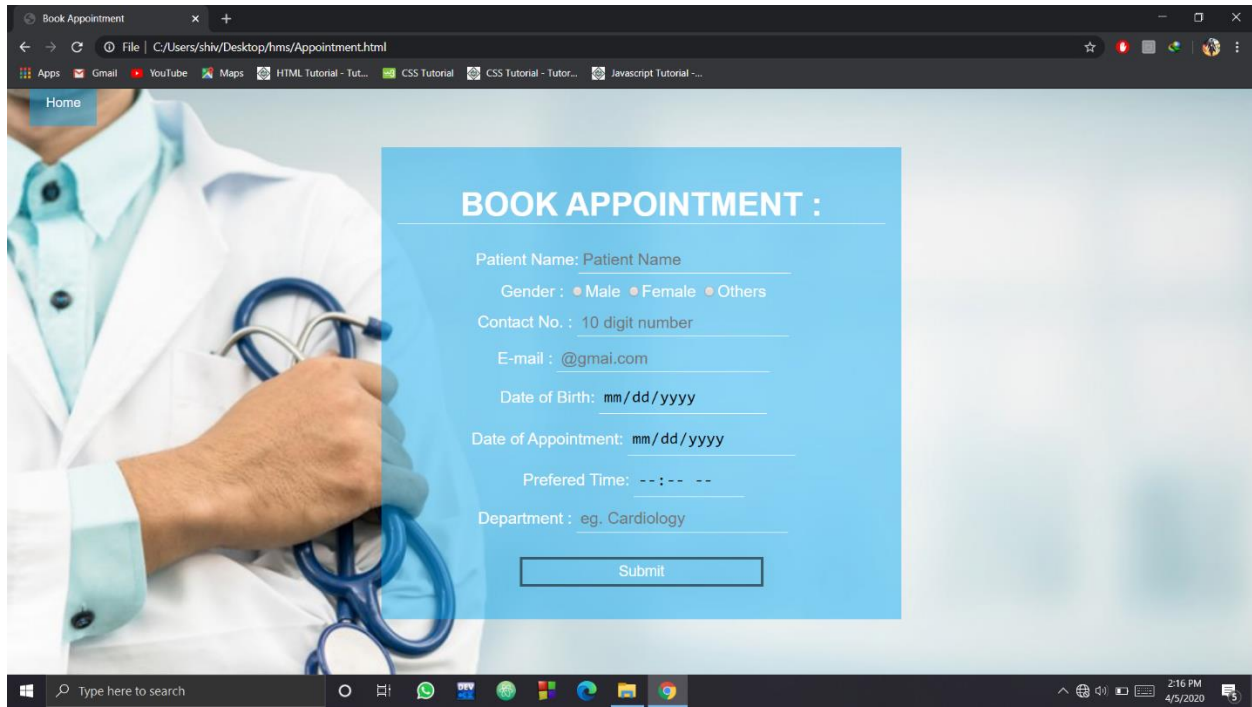 Book Appointment
File | C:/Users/shiv/Desktop/hms/Appointment.html
Apps Gmail YouTube Maps HTML Tutorial - Tut... CSS Tutorial CSS Tutorial - Tutor... Javascript Tutorial -...
Home
BOOK APPOINTMENT :
Patient Name: Patient Name
Gender : Male Female Others
Contact No. : 10 digit number
E-mail : @gmai.com
Date of Birth: mm/dd/yyyy
Date of Appointment: mm/dd/yyyy
Prefered Time: --:-- --
Department : eg. Cardiology
Submit
Type here to search
DEV
2:16 PM
4/5/2020
5